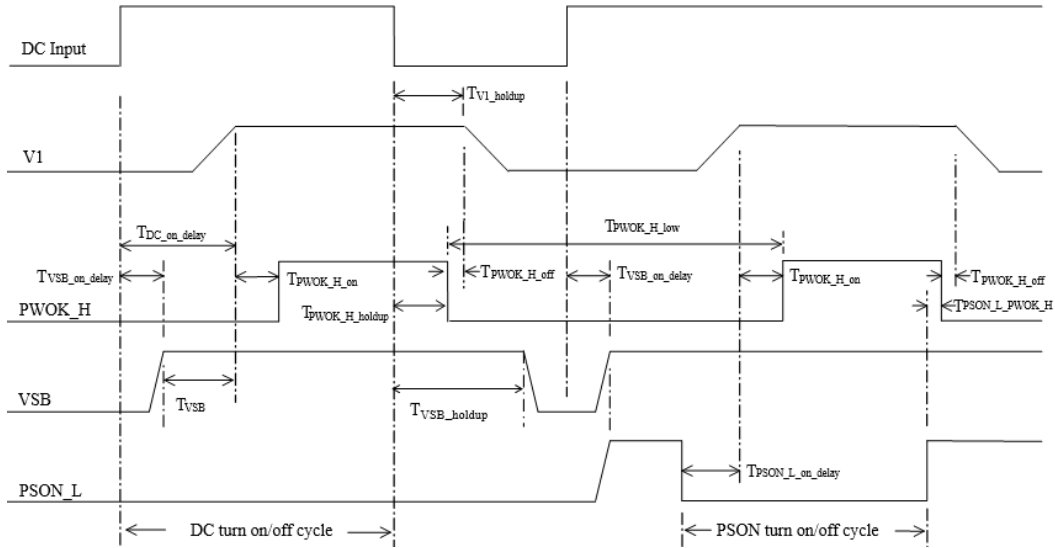 DC Input
TV1_holdup
V1
TDC_on_delay
TPWOK_H_low
TVSB_on_delay
TPWOK_H_on
TPWOK_H_off
TVSB_on_delay
TPWOK_H_on
TPWOK_H_off
PWOK_H
TPWOK_H_holdup
TPSON_L_PWOK_H
VSB
TVSB
TVSB_holdup
PSON_L
TPSON_L_on_delay
DC turn on/off cycle
PSON turn on/off cycle